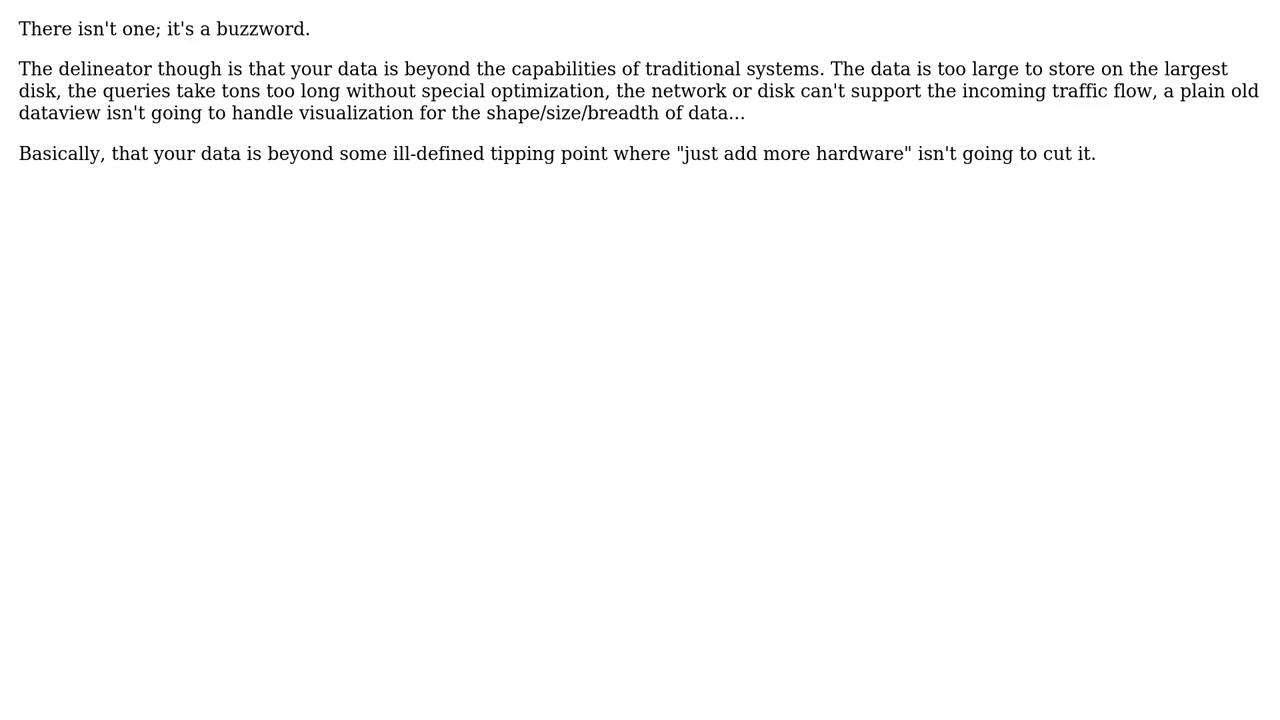 There isn't one; it's a buzzword.
The delineator though is that your data is beyond the capabilities of traditional systems. The data is too large to store on the largest
disk, the queries take tons too long without special optimization, the network or disk can't support the incoming traffic flow, a plain old
dataview isn't going to handle visualization for the shape/size/breadth of data...
Basically, that your data is beyond some ill-defined tipping point where "just add more hardware" isn't going to cut it.